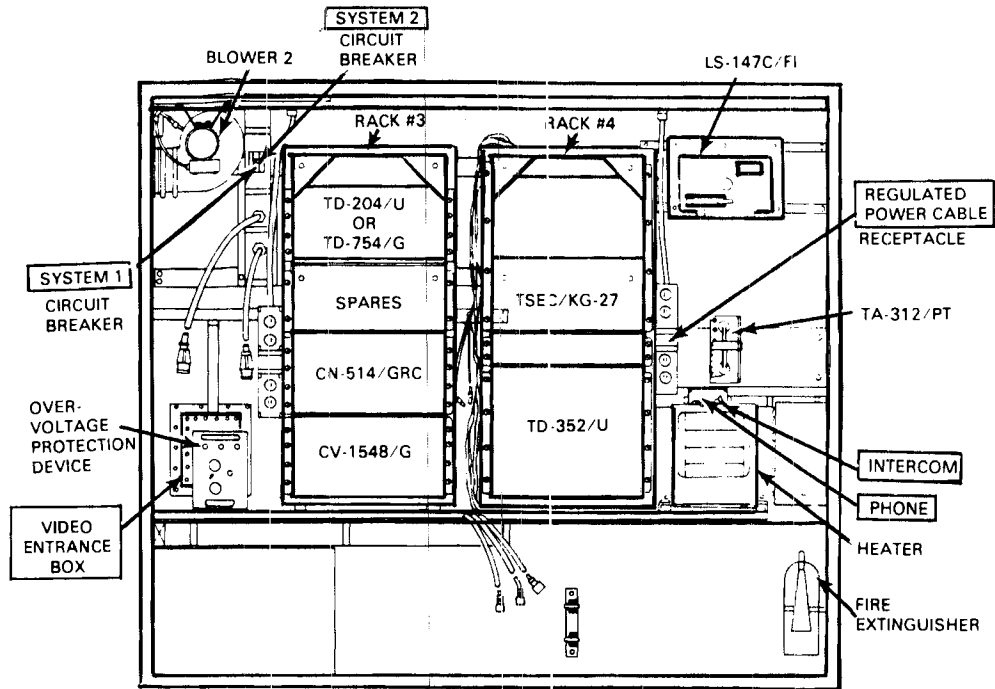 SYSTEM 2
CIRCUIT
BREAKER
BLOWER 2
LS-147C/FI
RACK #3
RACK #4
TD-204/U
OR
TD-754/G
REGULATED
POWER CABLE
RECEPTACLE
SYSTEM 1
CIRCUIT
BREAKER
SPARES
TSEC/KG-27
TA-312/PT
CN-514/GRC
OVER-
VOLTAGE
PROTECTION
DEVICE
CV-1548/G
TD-352/U
INTERCOM
PHONE
VIDEO
ENTRANCE
BOX
HEATER
FIRE
EXTINGUISHER